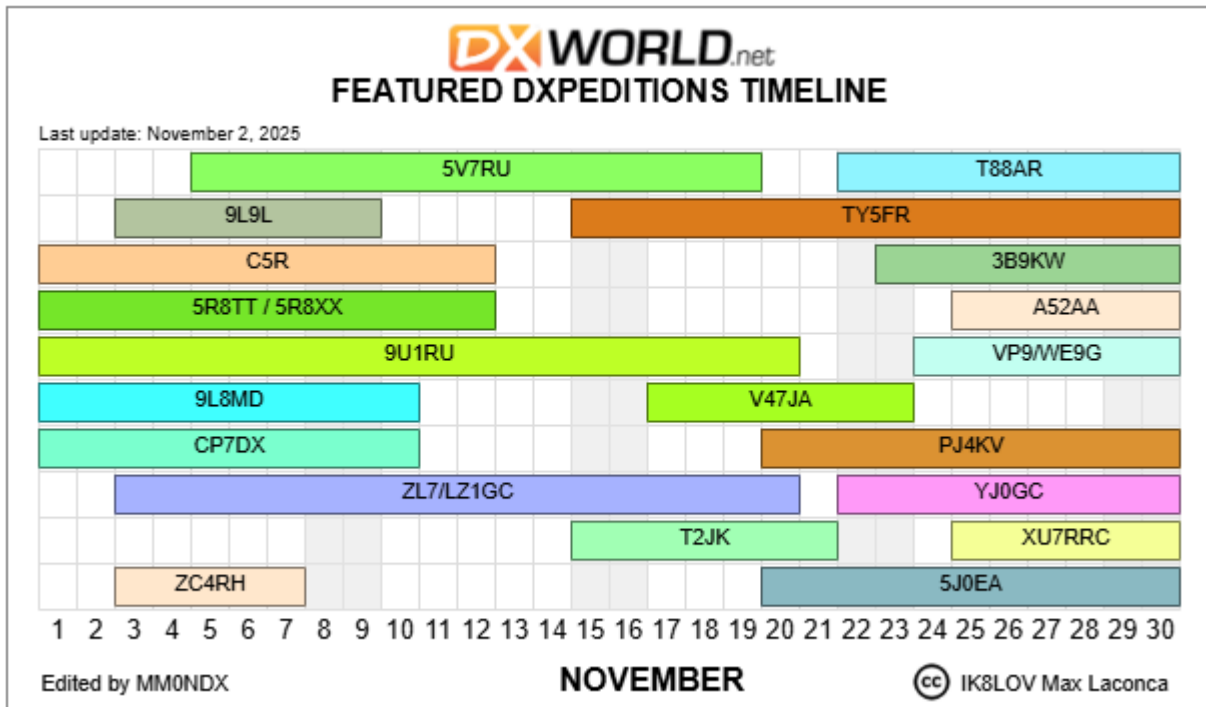 DXWORLD.net
FEATURED DXPEDITIONS TIMELINE
Last update: November 2, 2025
5V7RU T88AR
9L9L TY5FR
C5R 3B9KW
5R8TT / 5R8XX A52AA
9U1RU VP9/WE9G
9L8MD V47JA
CP7DX PJ4KV
ZL7/LZ1GC YJ0GC
T2JK XU7RRC
ZC4RH 5J0EA
1 2 3 4 5 6 7 8 9 10 11 12 13 14 15 16 17 18 19 20 21 22 23 24 25 26 27 28 29 30
Edited by MM0NDX NOVEMBER cc IK8LOV Max Laconca